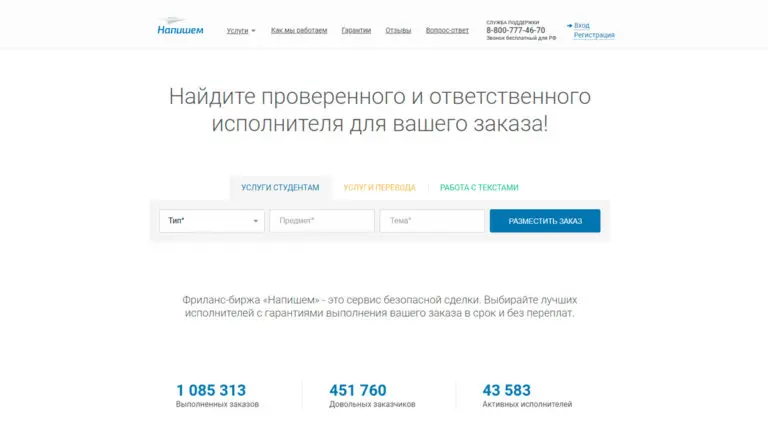 Напишем
Услуги
Как мы работаем
Гарантии
Отзывы
Вопрос-ответ
СЛУЖБА ПОДДЕРЖКИ
8-800-777-46-70
Звонок бесплатный для РФ
Вход
Регистрация
Найдите проверенного и ответственного
исполнителя для вашего заказа!
УСЛУГИ СТУДЕНТАМ
УСЛУГИ ПЕРЕВОДА
РАБОТА С ТЕКСТАМИ
Тип*
Предмет*
Тема*
РАЗМЕСТИТЬ ЗАКАЗ
Фриланс-биржа «Напишем» - это сервис безопасной сделки. Выбирайте лучших
исполнителей с гарантиями выполнения вашего заказа в срок и без переплат.
1 085 313
Выполненных заказов
451 760
Довольных заказчиков
43 583
Активных исполнителей